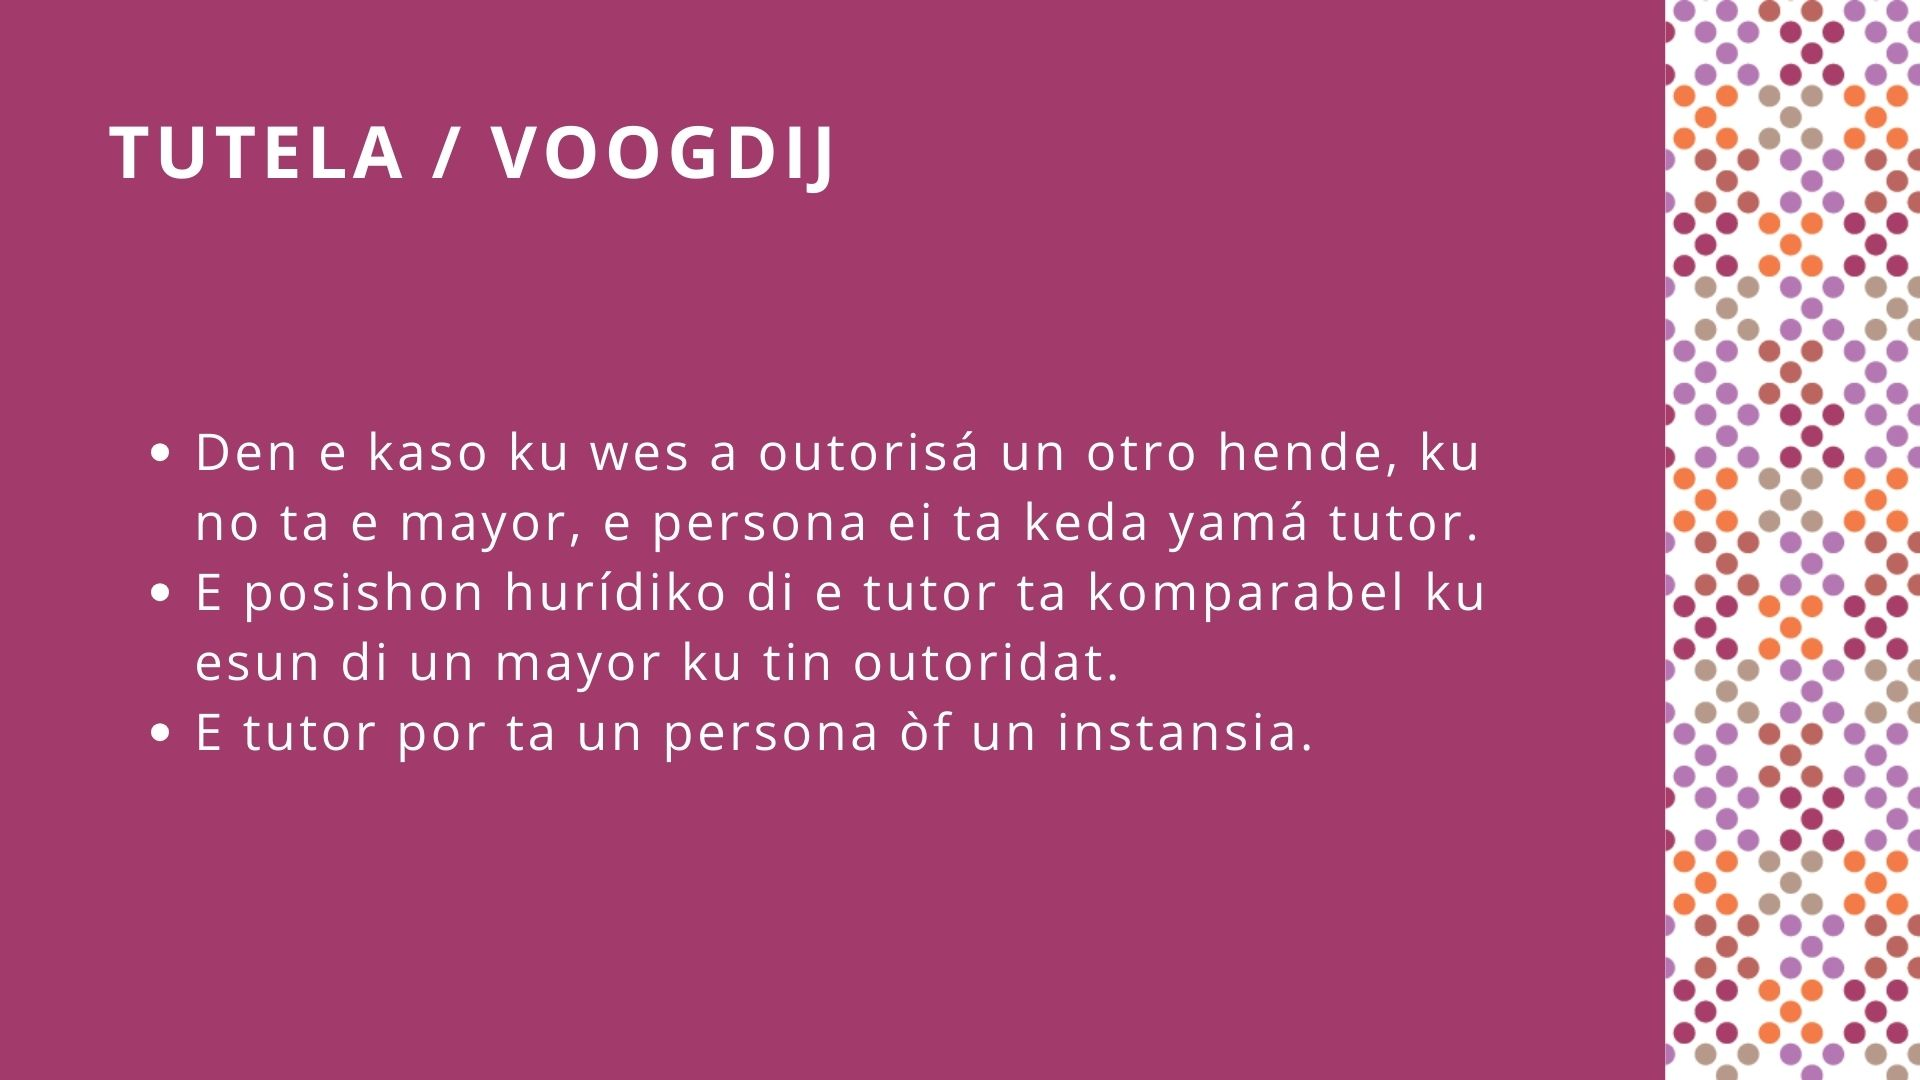 TUTELA / VOOGDIJ
• Den e kaso ku wes a outorisá un otro hende, ku
no ta e mayor, e persona ei ta keda yamá tutor.
• E posishon hurídiko di e tutor ta komparabel ku
esun di un mayor ku tin outoridat.
• E tutor por ta un persona òf un instansia.